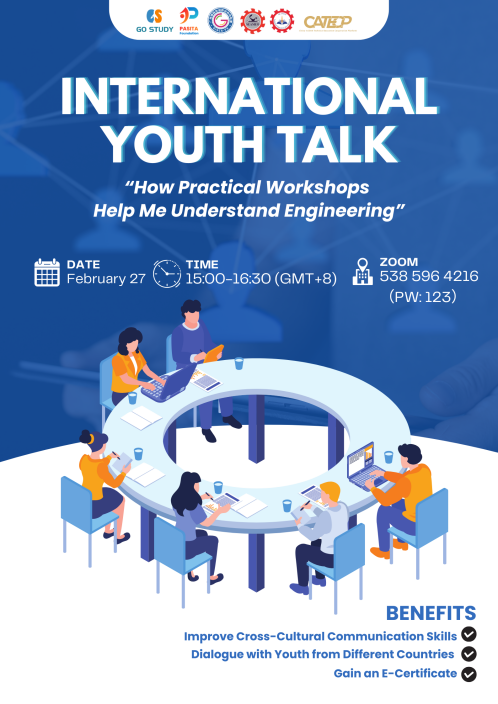 GO STUDY
PASITA
Foundation
CATECP
INTERNATIONAL
YOUTH TALK
“How Practical Workshops
Help Me Understand Engineering”
DATE
February 27
TIME
15:00-16:30 (GMT+8)
ZOOM
538 596 4216
(PW: 123)
BENEFITS
Improve Cross-Cultural Communication Skills
Dialogue with Youth from Different Countries
Gain an E-Certificate